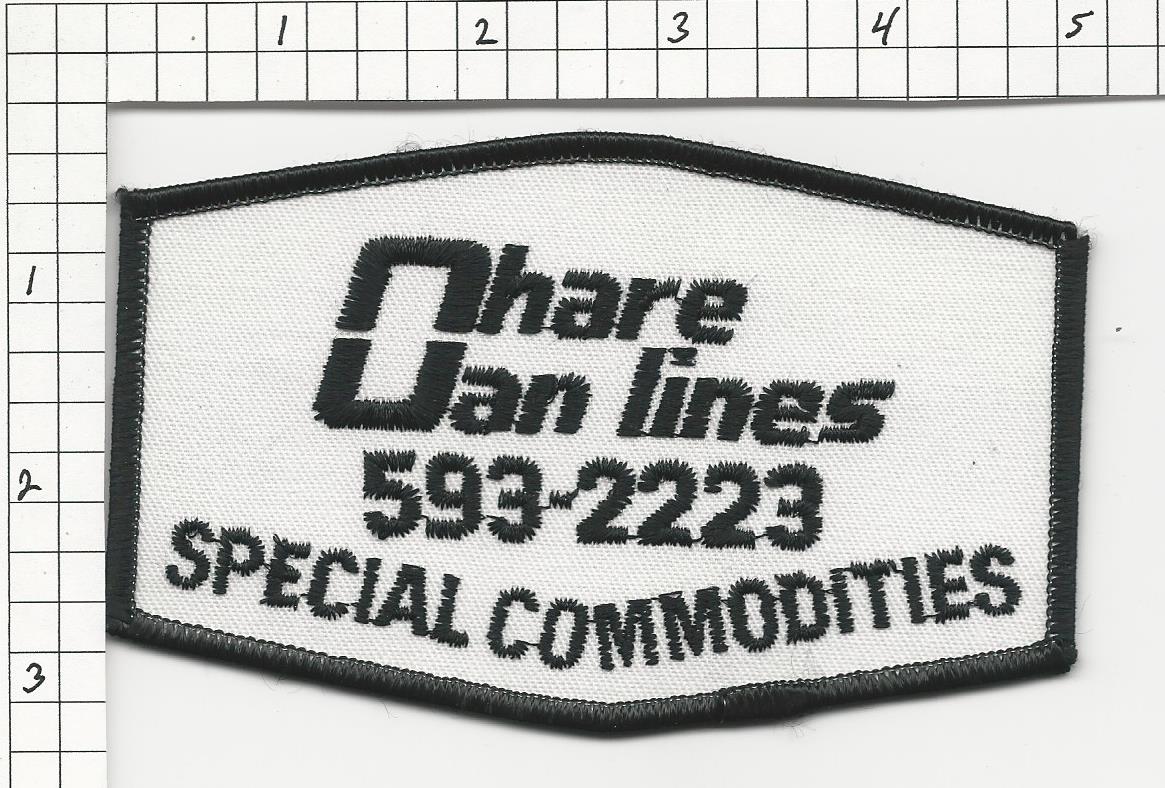 1 2 3 4 5
1
2
3
Ohare
Van lines
593-2223
SPECIAL COMMODITIES